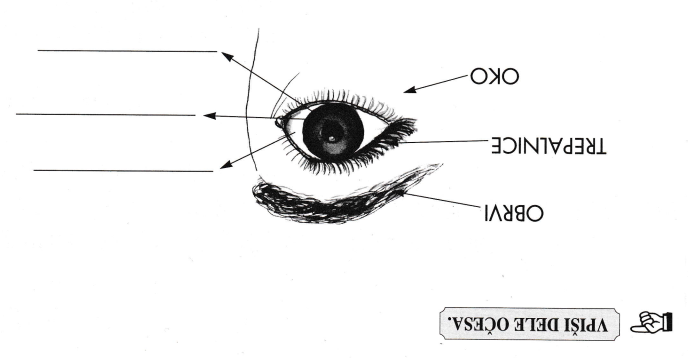 VPIŠI DELE OČESA.
OBRVI
TREPALNICE
OKO